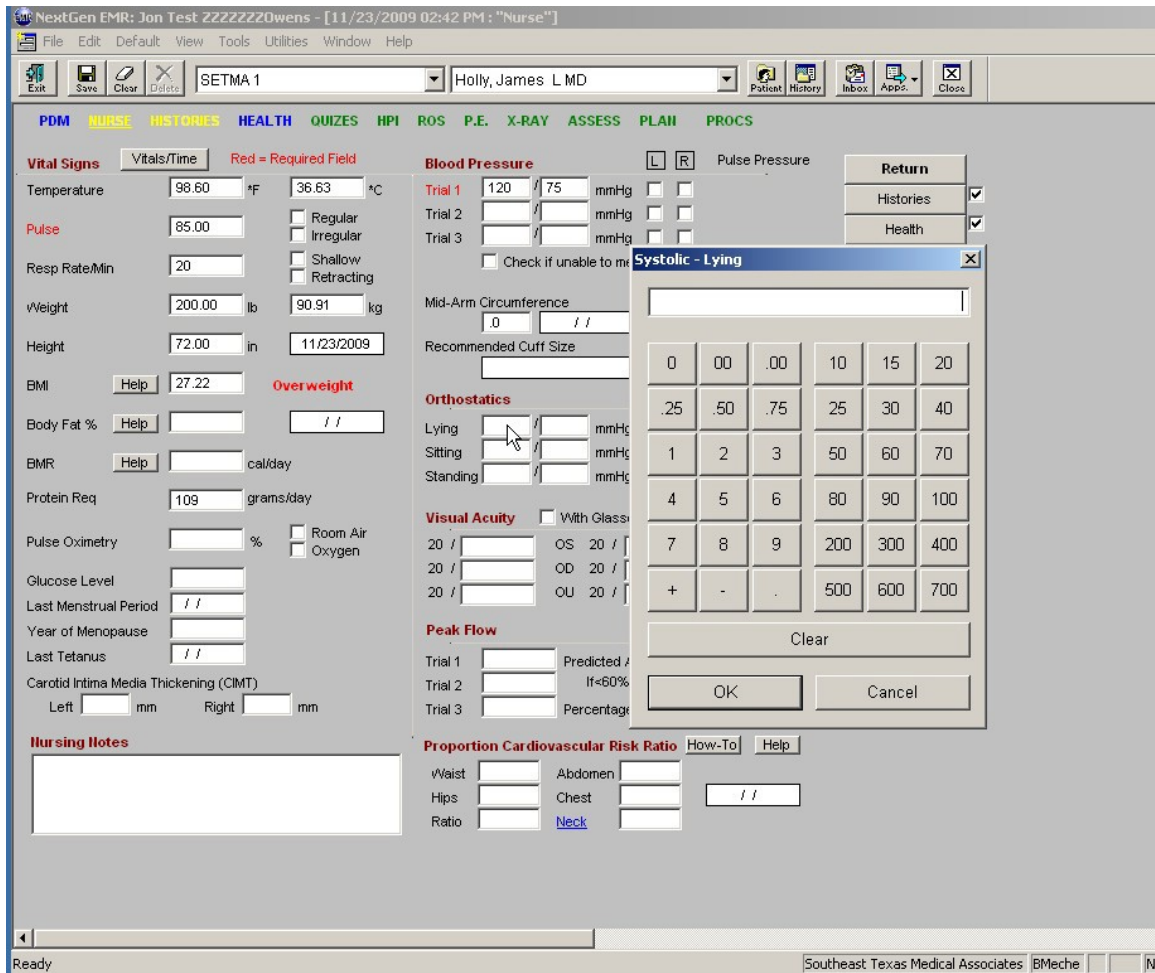 NextGen EMR: Jon Test ZZZZZZZOwens - [11/23/2009 02:42 PM : "Nurse"]
File Edit Default View Tools Utilities Window Help
Exit Save Clear Delete SETMA 1 Holly, James L MD Patient History Inbox Apps. Close
PDM NURSE HISTORIES HEALTH QUIZES HPI ROS P.E. X-RAY ASSESS PLAN PROCS
Vital Signs Vitals/Time Red = Required Field
Temperature 98.60 *F 36.63 *C
Pulse 85.00 Regular
Irregular
Resp Rate/Min 20 Shallow
Retracting
Weight 200.00 lb 90.91 kg
Height 72.00 in 11/23/2009
BMI Help 27.22 Overweight
Body Fat % Help / /
BMR Help cal/day
Protein Req 109 grams/day
Pulse Oximetry % Room Air
Oxygen
Glucose Level
Last Menstrual Period / /
Year of Menopause
Last Tetanus / /
Carotid Intima Media Thickening (CIMT)
Left mm Right mm
Nursing Notes
Blood Pressure L R Pulse Pressure
Trial 1 120 / 75 mmHg
Trial 2 / mmHg
Trial 3 / mmHg
Check if unable to me
Mid-Arm Circumference
.0 / /
Recommended Cuff Size
Orthostatics
Lying / mmHg
Sitting / mmHg
Standing / mmHg
Visual Acuity With Glass
20 / OS 20 /
20 / OD 20 /
20 / OU 20 /
Peak Flow
Trial 1 Predicted
Trial 2 If<60%
Trial 3 Percentage
Proportion Cardiovascular Risk Ratio How-To Help
Waist Abdomen
Hips Chest / /
Ratio Neck
Return
Histories
Health
Systolic - Lying
0 00 .00 10 15 20
.25 .50 .75 25 30 40
1 2 3 50 60 70
4 5 6 80 90 100
7 8 9 200 300 400
+ - . 500 600 700
Clear
OK Cancel
Ready Southeast Texas Medical Associates BMeche N